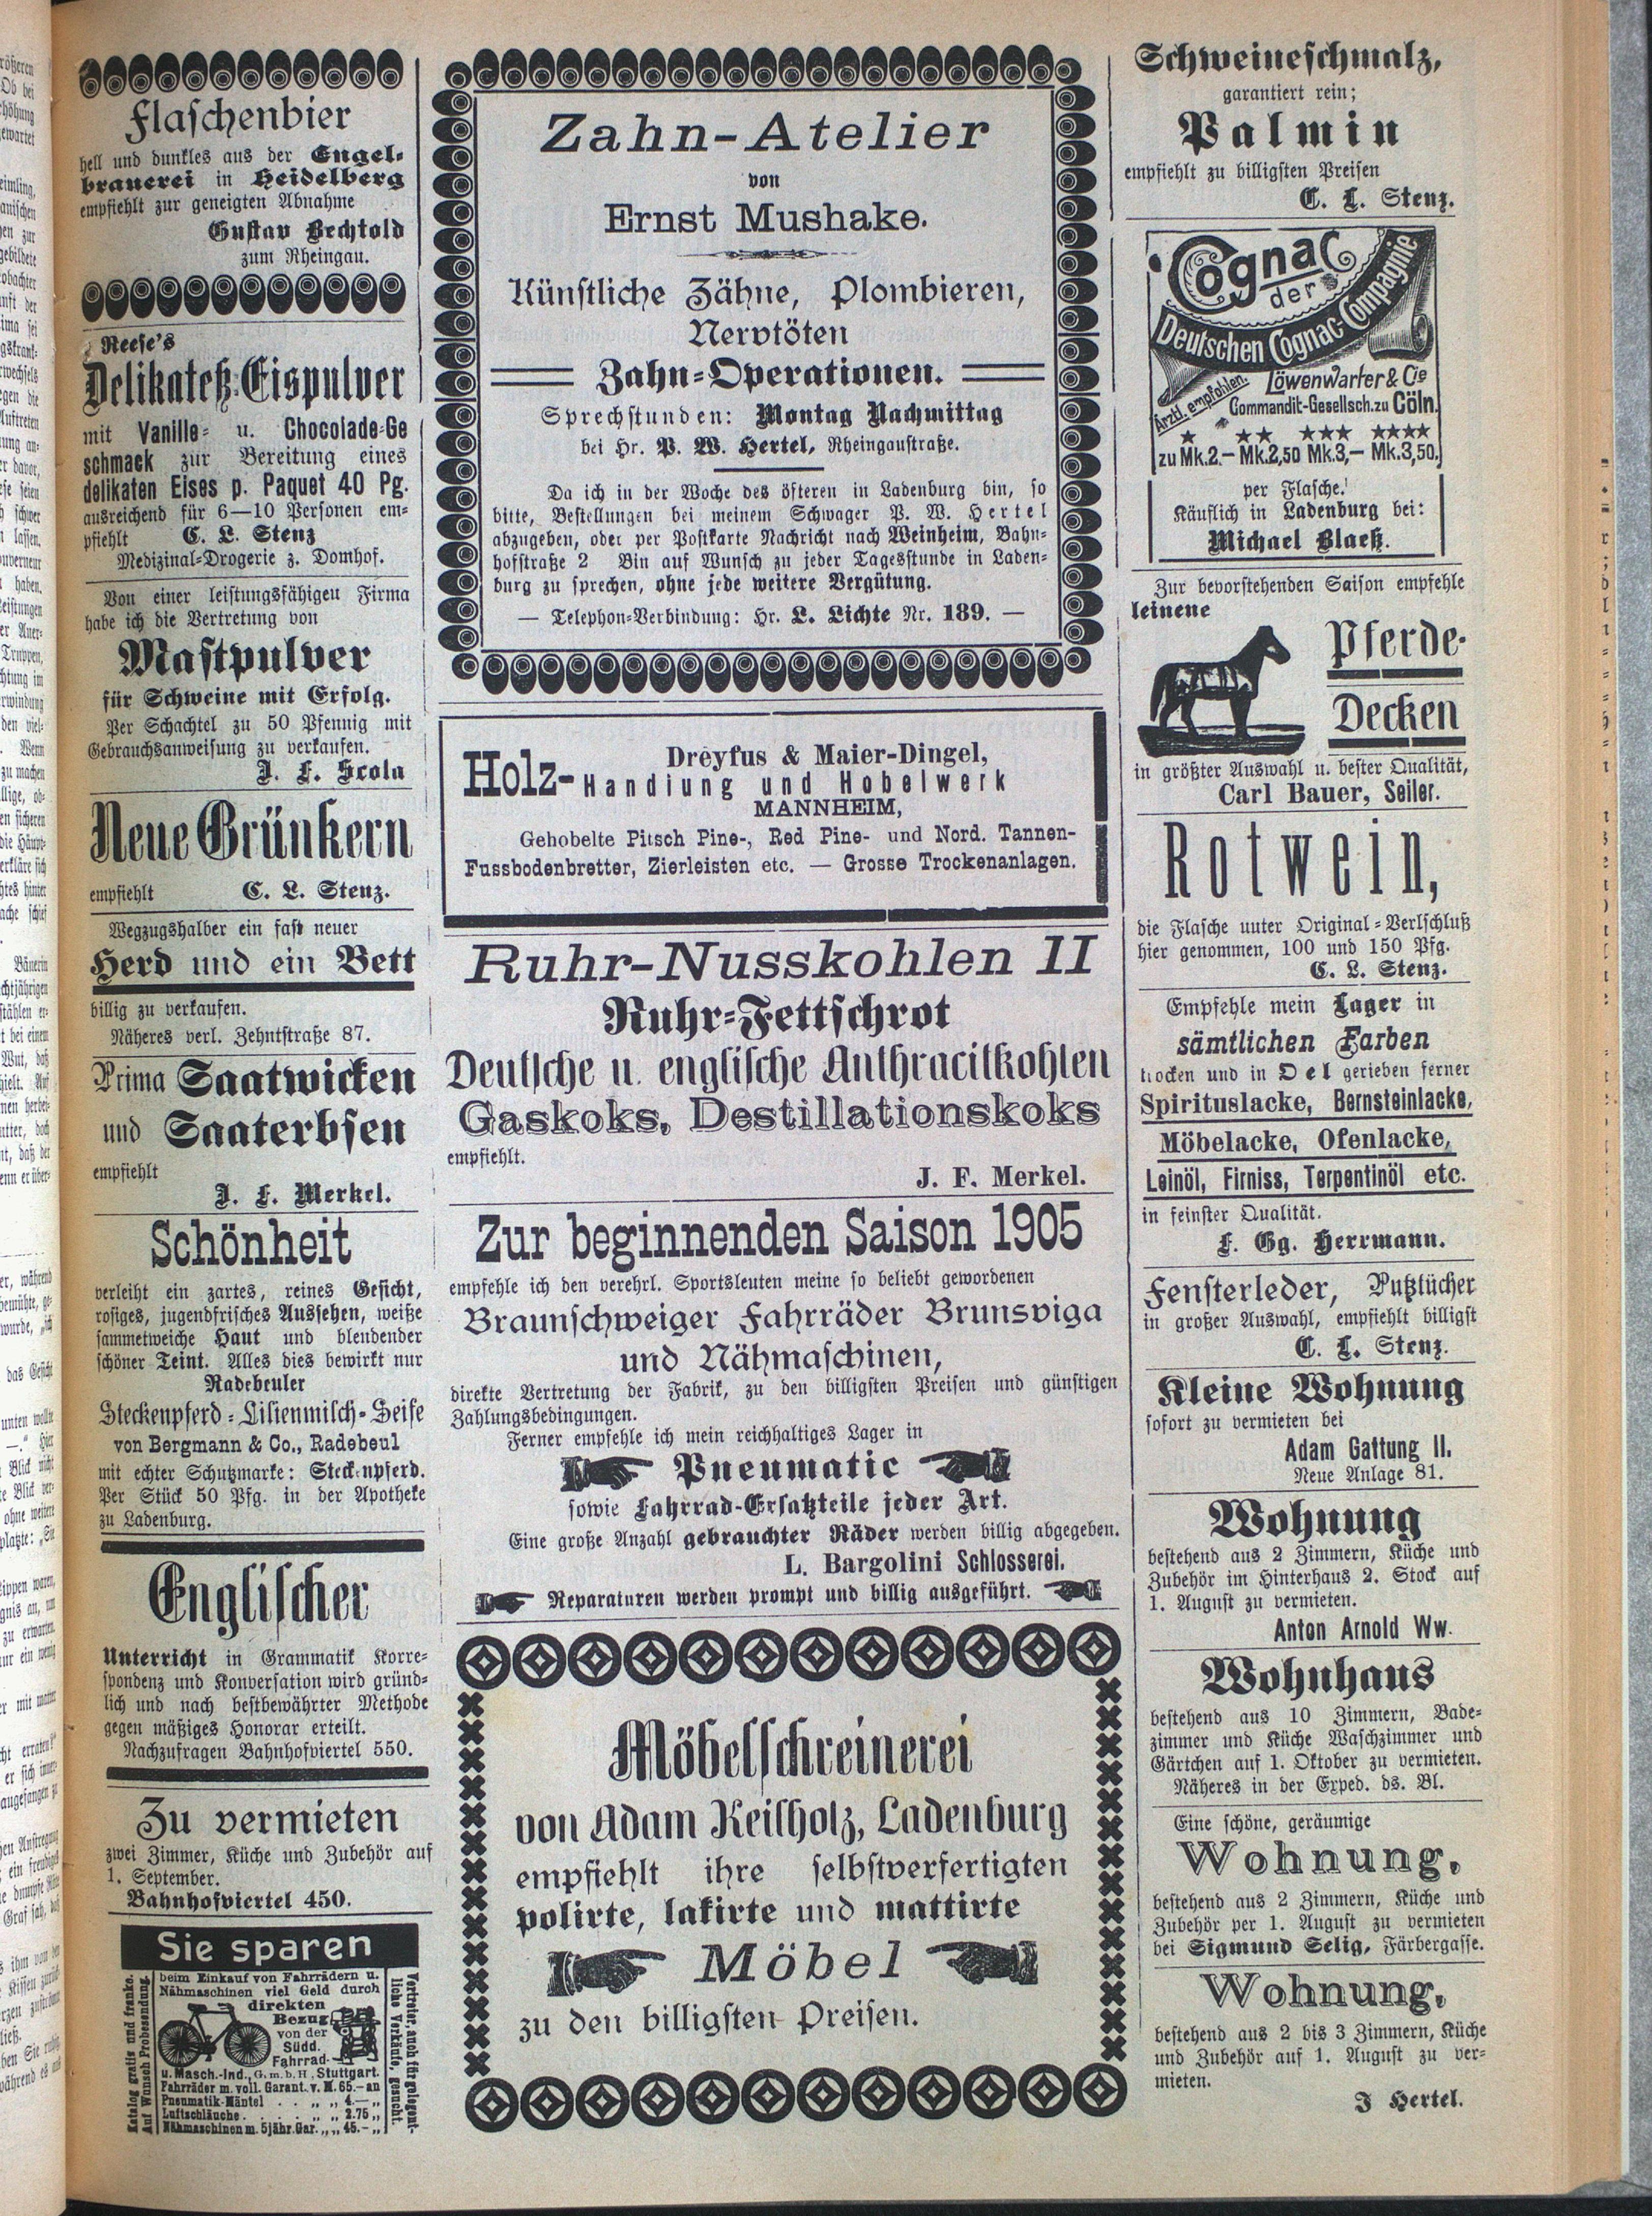 Flaschenbier
hell und dunkles aus der Engel-
brauerei in Heidelberg
empfiehlt zur geneigten Abnahme
Gustav Bechtold
zum Rheingau.
Reese's
Delikateß-Eispulver
mit Vanille- u. Chocolade-Ge
schmack zur Bereitung eines
delikaten Eises p. Paquet 40 Pg.
ausreichend für 6—10 Personen em-
pfiehlt C. L. Stenz
Medizinal-Drogerie z. Domhof.
Von einer leistungsfähigen Firma
habe ich die Vertretung von
Mastpulver
für Schweine mit Erfolg.
Per Schachtel zu 50 Pfennig mit
Gebrauchsanweisung zu verkaufen.
J. F. Scola
Neue Grünkern
empfiehlt C. L. Stenz.
Wegzugshalber ein fast neuer
Herd und ein Bett
billig zu verkaufen.
Näheres verl. Zehntstraße 87.
Prima Saatwicken
und Saaterbsen
empfiehlt
J. F. Merkel.
Schönheit
verleiht ein zartes, reines Gesicht,
rosiges, jugendfrisches Aussehen, weiße
sammetweiche Haut und blendender
schöner Teint. Alles dies bewirkt nur
Radebeuler
Steckenpferd-Lilienmilch-Seife
von Bergmann & Co., Radebeul
mit echter Schutzmarke: Steckenpferd.
Per Stück 50 Pfg. in der Apotheke
zu Ladenburg.
Englischer
Unterricht in Grammatik Korre-
spondenz und Konversation wird gründ-
lich und nach bestbewährter Methode
gegen mäßiges Honorar erteilt.
Nachzufragen Bahnhofviertel 550.
Zu vermieten
zwei Zimmer, Küche und Zubehör auf
1. September.
Bahnhofviertel 450.
Sie sparen
beim Einkauf von Fahrrädern u.
Nähmaschinen viel Geld durch
direkten
Bezug
von der
Südd.
Fahrrad-
u. Masch.-Ind., G. m. b. H., Stuttgart.
Fahrräder m. voll. Garant. v. M. 65.— an
Pneumatik-Mäntel . . „ „ 4.— „
Luftschläuche . . . . „ „ 2.75 „
Nähmaschinen m. 5jähr. Gar. „ „ 45.— „
Katalog gratis und franko.
Auf Wunsch Probesendung.
Vertreter, auch für gelegent-
liche Verkäufe, gesucht.
Zahn-Atelier
von
Ernst Mushake.
Künstliche Zähne, Plombieren,
Nervtöten
Zahn-Operationen.
Sprechstunden: Montag Nachmittag
bei Hr. P. W. Hertel, Rheingaustraße.
Da ich in der Woche des öfteren in Ladenburg bin, so
bitte, Bestellungen bei meinem Schwager P. W. Hertel
abzugeben, oder per Postkarte Nachricht nach Weinheim, Bahn-
hofstraße 2 Bin auf Wunsch zu jeder Tagesstunde in Laden-
burg zu sprechen, ohne jede weitere Vergütung.
— Telephon-Verbindung: Hr. L. Lichte Nr. 189. —
Dreyfus & Maier-Dingel,
Holz-Handlung und Hobelwerk
MANNHEIM,
Gehobelte Pitsch Pine-, Red Pine- und Nord. Tannen-
Fussbodenbretter, Zierleisten etc. — Grosse Trockenanlagen.
Ruhr-Nusskohlen II
Ruhr-Fettschrot
Deutsche u. englische Anthracitkohlen
Gaskoks, Destillationskoks
empfiehlt.
J. F. Merkel.
Zur beginnenden Saison 1905
empfehle ich den verehrl. Sportsleuten meine so beliebt gewordenen
Braunschweiger Fahrräder Brunsviga
und Nähmaschinen,
direkte Vertretung der Fabrik, zu den billigsten Preisen und günstigen
Zahlungsbedingungen.
Ferner empfehle ich mein reichhaltiges Lager in
Pneumatic
sowie Fahrrad-Ersatzteile jeder Art.
Eine große Anzahl gebrauchter Räder werden billig abgegeben.
L. Bargolini Schlosserei.
Reparaturen werden prompt und billig ausgeführt.
Möbelschreinerei
von Adam Keilholz, Ladenburg
empfiehlt ihre selbstverfertigten
polirte, lakirte und mattirte
Möbel
zu den billigsten Preisen.
Schweineschmalz,
garantiert rein;
Palmin
empfiehlt zu billigsten Preisen
C. L. Stenz.
Cognac
der
Deutschen Cognac-Compagnie
Ärztl. empfohlen.
Löwenwarter & Cie
Commandit-Gesellsch. zu Cöln.
★ ★★ ★★★ ★★★★
zu Mk. 2.— Mk. 2,50 Mk. 3,— Mk. 3,50.
per Flasche.
Käuflich in Ladenburg bei:
Michael Blaeß.
Zur bevorstehenden Saison empfehle
leinene
Pferde-
Decken
in größter Auswahl u. bester Qualität,
Carl Bauer, Seiler.
Rotwein,
die Flasche unter Original-Verschluß
hier genommen, 100 und 150 Pfg.
C. L. Stenz.
Empfehle mein Lager in
sämtlichen Farben
trocken und in Oel gerieben ferner
Spirituslacke, Bernsteinlacke,
Möbelacke, Ofenlacke,
Leinöl, Firniss, Terpentinöl etc.
in feinster Qualität.
F. Gg. Herrmann.
Fensterleder, Putztücher
in großer Auswahl, empfiehlt billigst
C. L. Stenz.
Kleine Wohnung
sofort zu vermieten bei
Adam Gattung II.
Neue Anlage 81.
Wohnung
bestehend aus 2 Zimmern, Küche und
Zubehör im Hinterhaus 2. Stock auf
1. August zu vermieten.
Anton Arnold Ww.
Wohnhaus
bestehend aus 10 Zimmern, Bade-
zimmer und Küche Waschzimmer und
Gärtchen auf 1. Oktober zu vermieten.
Näheres in der Exped. ds. Bl.
Eine schöne, geräumige
Wohnung,
bestehend aus 2 Zimmern, Küche und
Zubehör per 1. August zu vermieten
bei Sigmund Selig, Färbergasse.
Wohnung,
bestehend aus 2 bis 3 Zimmern, Küche
und Zubehör auf 1. August zu ver-
mieten.
J Hertel.